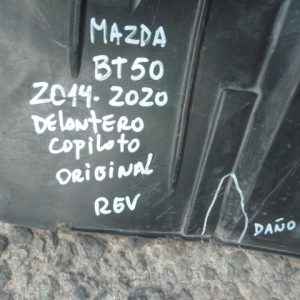 MAZDA
BT50
2014-2020
DELANTERO
COPILOTO
ORIGINAL
REV
DAÑO